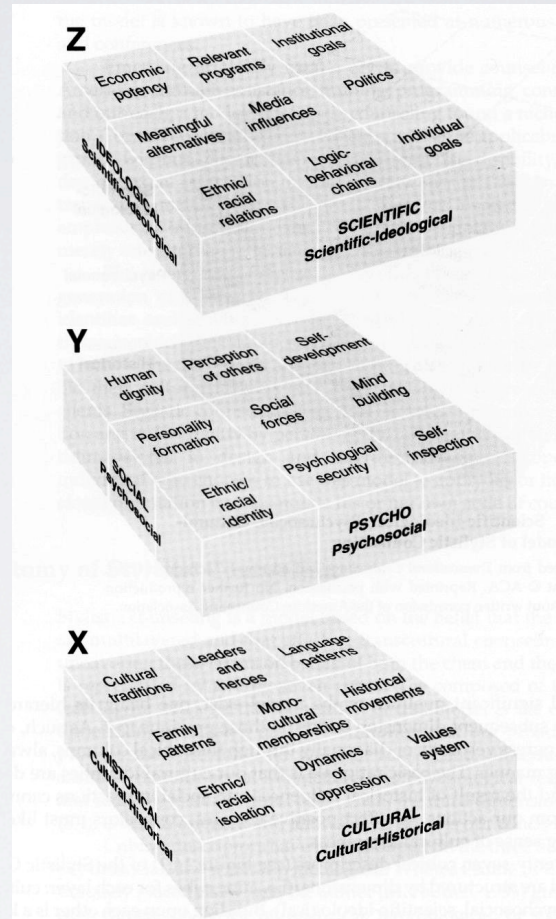 Z
Economic
potency
Relevant
programs
Institutional
goals
Meaningful
alternatives
Media
influences
Politics
Ethnic/
racial
relations
Logic-
behavioral
chains
Individual
goals
IDEOLOGICAL
Scientific-Ideological
SCIENTIFIC
Scientific-Ideological
Y
Human
dignity
Perception
of others
Self-
development
Personality
formation
Social
forces
Mind
building
Ethnic/
racial
identity
Psychological
security
Self-
inspection
SOCIAL
Psychosocial
PSYCHO
Psychosocial
X
Cultural
traditions
Leaders
and
heroes
Language
patterns
Family
patterns
Mono-
cultural
memberships
Historical
movements
Ethnic/
racial
isolation
Dynamics
of
oppression
Values
system
HISTORICAL
Cultural-Historical
CULTURAL
Cultural-Historical